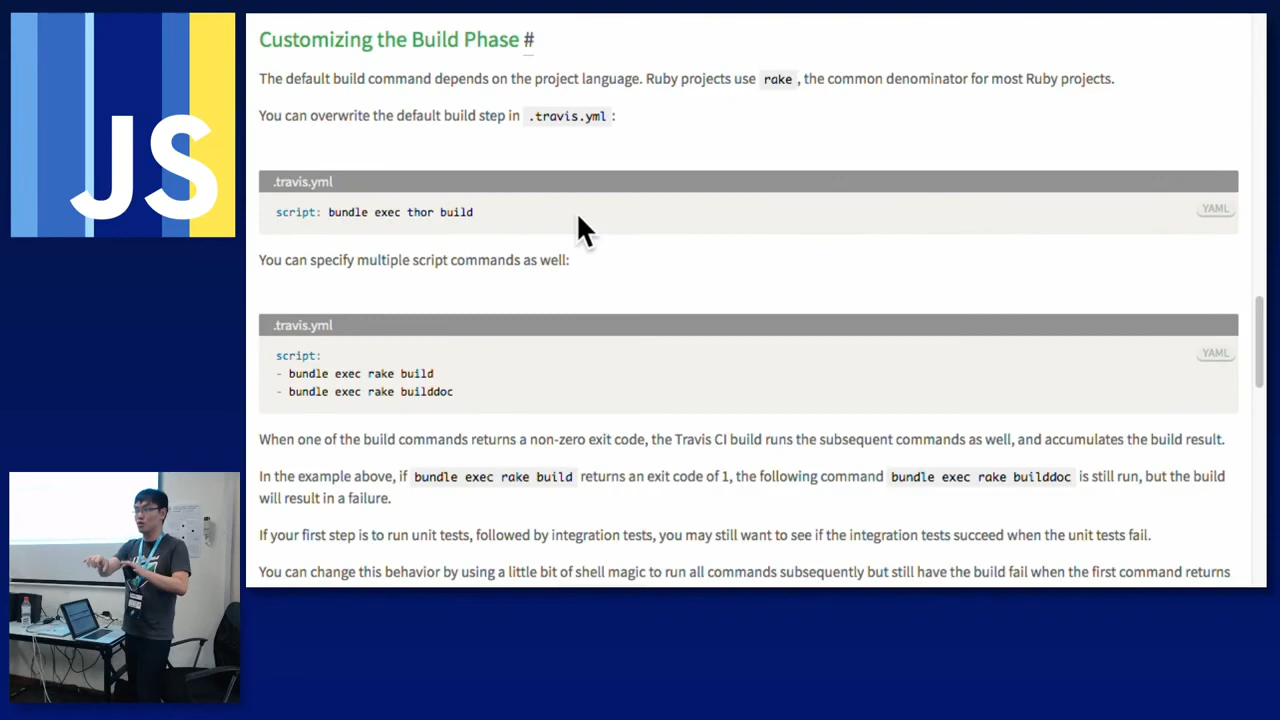 JS
Customizing the Build Phase #
The default build command depends on the project language. Ruby projects use rake, the common denominator for most Ruby projects.
You can overwrite the default build step in .travis.yml:
.travis.yml
script: bundle exec thor build
YAML
You can specify multiple script commands as well:
.travis.yml
script:
YAML
- bundle exec rake build
- bundle exec rake builddoc
When one of the build commands returns a non-zero exit code, the Travis CI build runs the subsequent commands as well, and accumulates the build result.
In the example above, if bundle exec rake build returns an exit code of 1, the following command bundle exec rake builddoc is still run, but the build
will result in a failure.
If your first step is to run unit tests, followed by integration tests, you may still want to see if the integration tests succeed when the unit tests fail.
You can change this behavior by using a little bit of shell magic to run all commands subsequently but still have the build fail when the first command returns